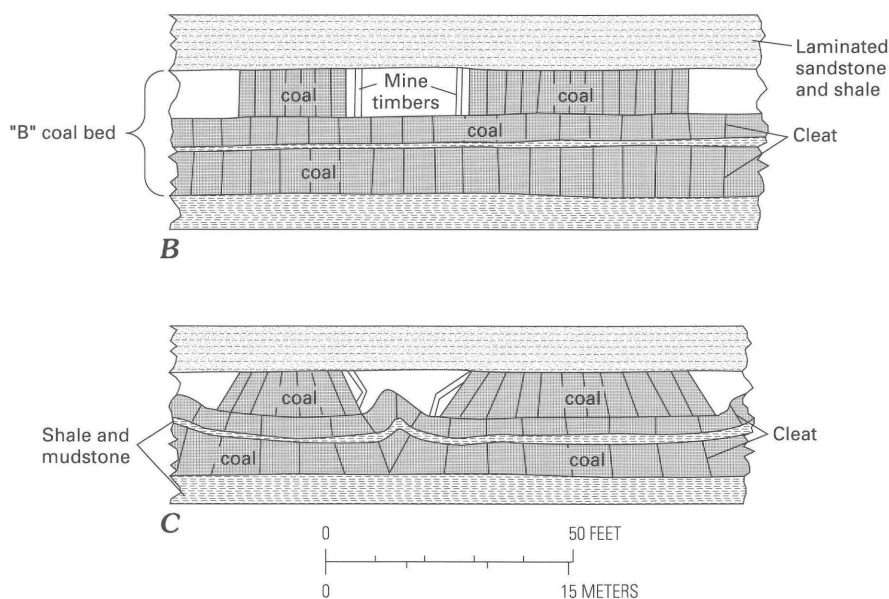 Laminated
sandstone
and shale
coal
Mine
timbers
coal
"B" coal bed
coal
Cleat
coal
B
coal
coal
Shale and
mudstone
coal
coal
Cleat
C
0
50 FEET
0
15 METERS